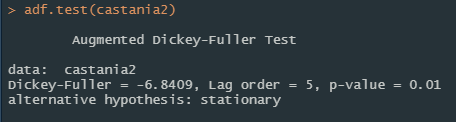 > adf.test(castania2)
Augmented Dickey-Fuller Test
data:  castania2
Dickey-Fuller = -6.8409, Lag order = 5, p-value = 0.01
alternative hypothesis: stationary